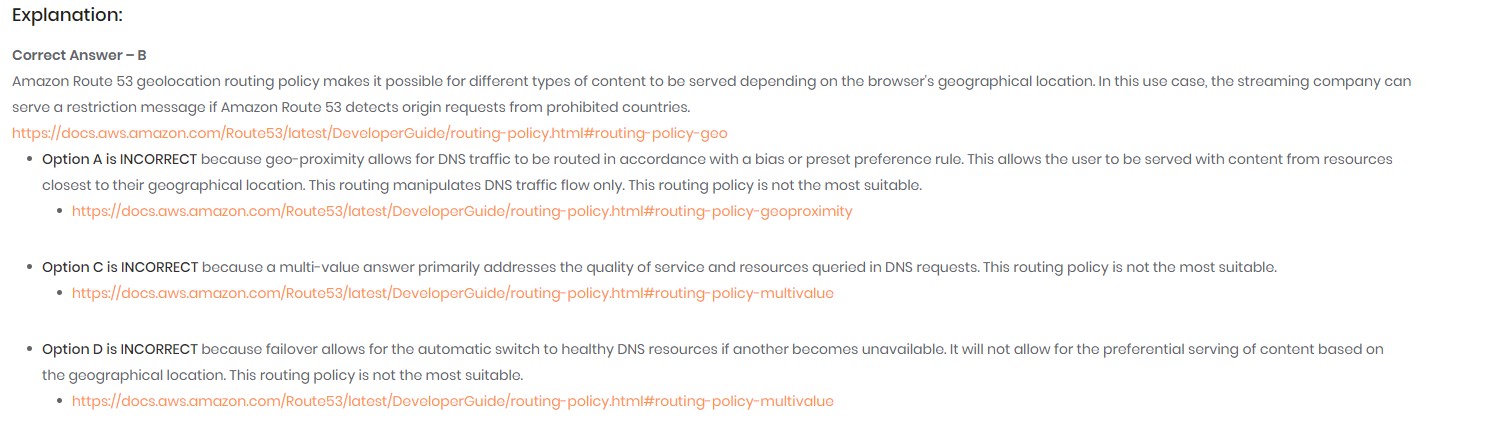 Explanation:
Correct Answer – B
Amazon Route 53 geolocation routing policy makes it possible for different types of content to be served depending on the browser's geographical location. In this use case, the streaming company can
serve a restriction message if Amazon Route 53 detects origin requests from prohibited countries.
https://docs.aws.amazon.com/Route53/latest/DeveloperGuide/routing-policy.html#routing-policy-geo
• Option A is INCORRECT because geo-proximity allows for DNS traffic to be routed in accordance with a bias or preset preference rule. This allows the user to be served with content from resources
closest to their geographical location. This routing manipulates DNS traffic flow only. This routing policy is not the most suitable.
• https://docs.aws.amazon.com/Route53/latest/DeveloperGuide/routing-policy.html#routing-policy-geoproximity
• Option C is INCORRECT because a multi-value answer primarily addresses the quality of service and resources queried in DNS requests. This routing policy is not the most suitable.
• https://docs.aws.amazon.com/Route53/latest/DeveloperGuide/routing-policy.html#routing-policy-multivalue
• Option D is INCORRECT because failover allows for the automatic switch to healthy DNS resources if another becomes unavailable. It will not allow for the preferential serving of content based on
the geographical location. This routing policy is not the most suitable.
• https://docs.aws.amazon.com/Route53/latest/DeveloperGuide/routing-policy.html#routing-policy-multivalue